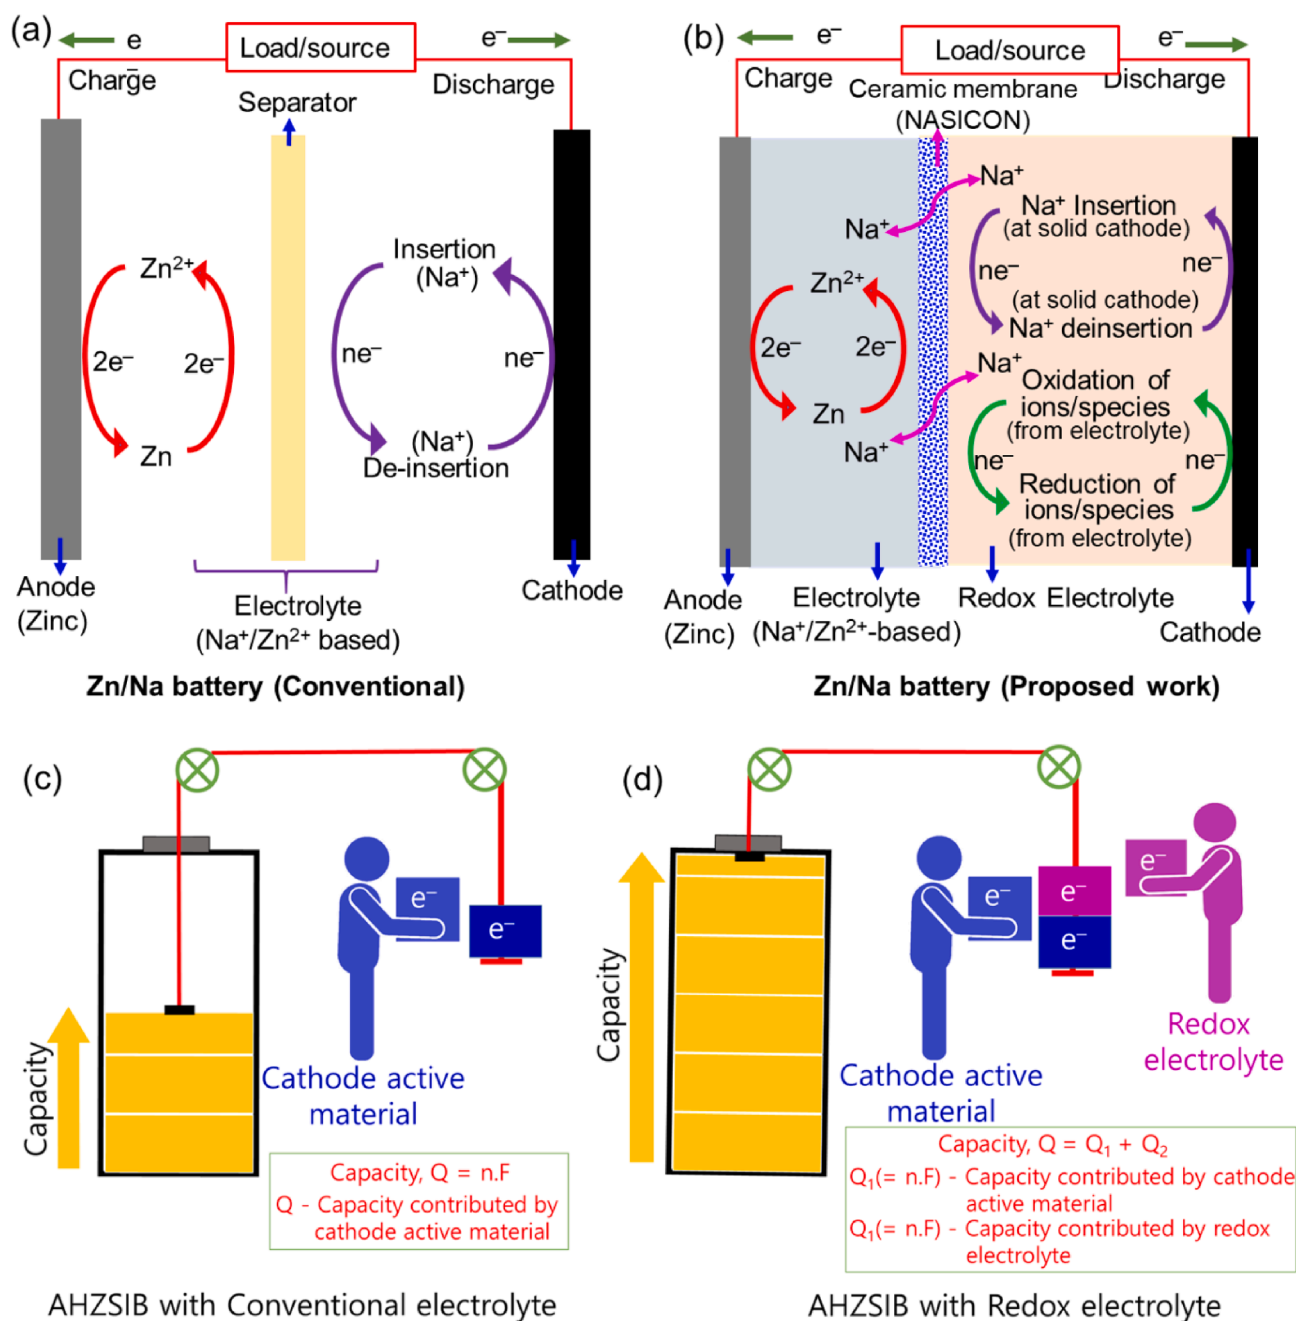 (a)
e
Load/source
e⁻
Charge
Discharge
Separator
Zn²⁺
Insertion
(Na⁺)
2e⁻
2e⁻
ne⁻
ne⁻
Zn
(Na⁺)
De-insertion
Anode
(Zinc)
Electrolyte
(Na⁺/Zn²⁺ based)
Cathode
Zn/Na battery (Conventional)
(b)
e⁻
Load/source
e⁻
Charge
Discharge
Ceramic membrane
(NASICON)
Na⁺
Na⁺
Na⁺ Insertion
(at solid cathode)
ne⁻
ne⁻
(at solid cathode)
Na⁺ deinsertion
Zn²⁺
2e⁻
2e⁻
Zn
Na⁺
Na⁺
Oxidation of
ions/species
(from electrolyte)
ne⁻
ne⁻
Reduction of
ions/species
(from electrolyte)
Anode
(Zinc)
Electrolyte
(Na⁺/Zn²⁺-based)
Redox Electrolyte
Cathode
Zn/Na battery (Proposed work)
(c)
Capacity
e⁻
e⁻
Cathode active
material
Capacity, Q = n.F
Q - Capacity contributed by
cathode active material
AHZSIB with Conventional electrolyte
(d)
Capacity
e⁻
e⁻
e⁻
e⁻
Cathode active
material
Redox
electrolyte
Capacity, Q = Q₁ + Q₂
Q₁(= n.F) - Capacity contributed by cathode
active material
Q₁(= n.F) - Capacity contributed by redox
electrolyte
AHZSIB with Redox electrolyte